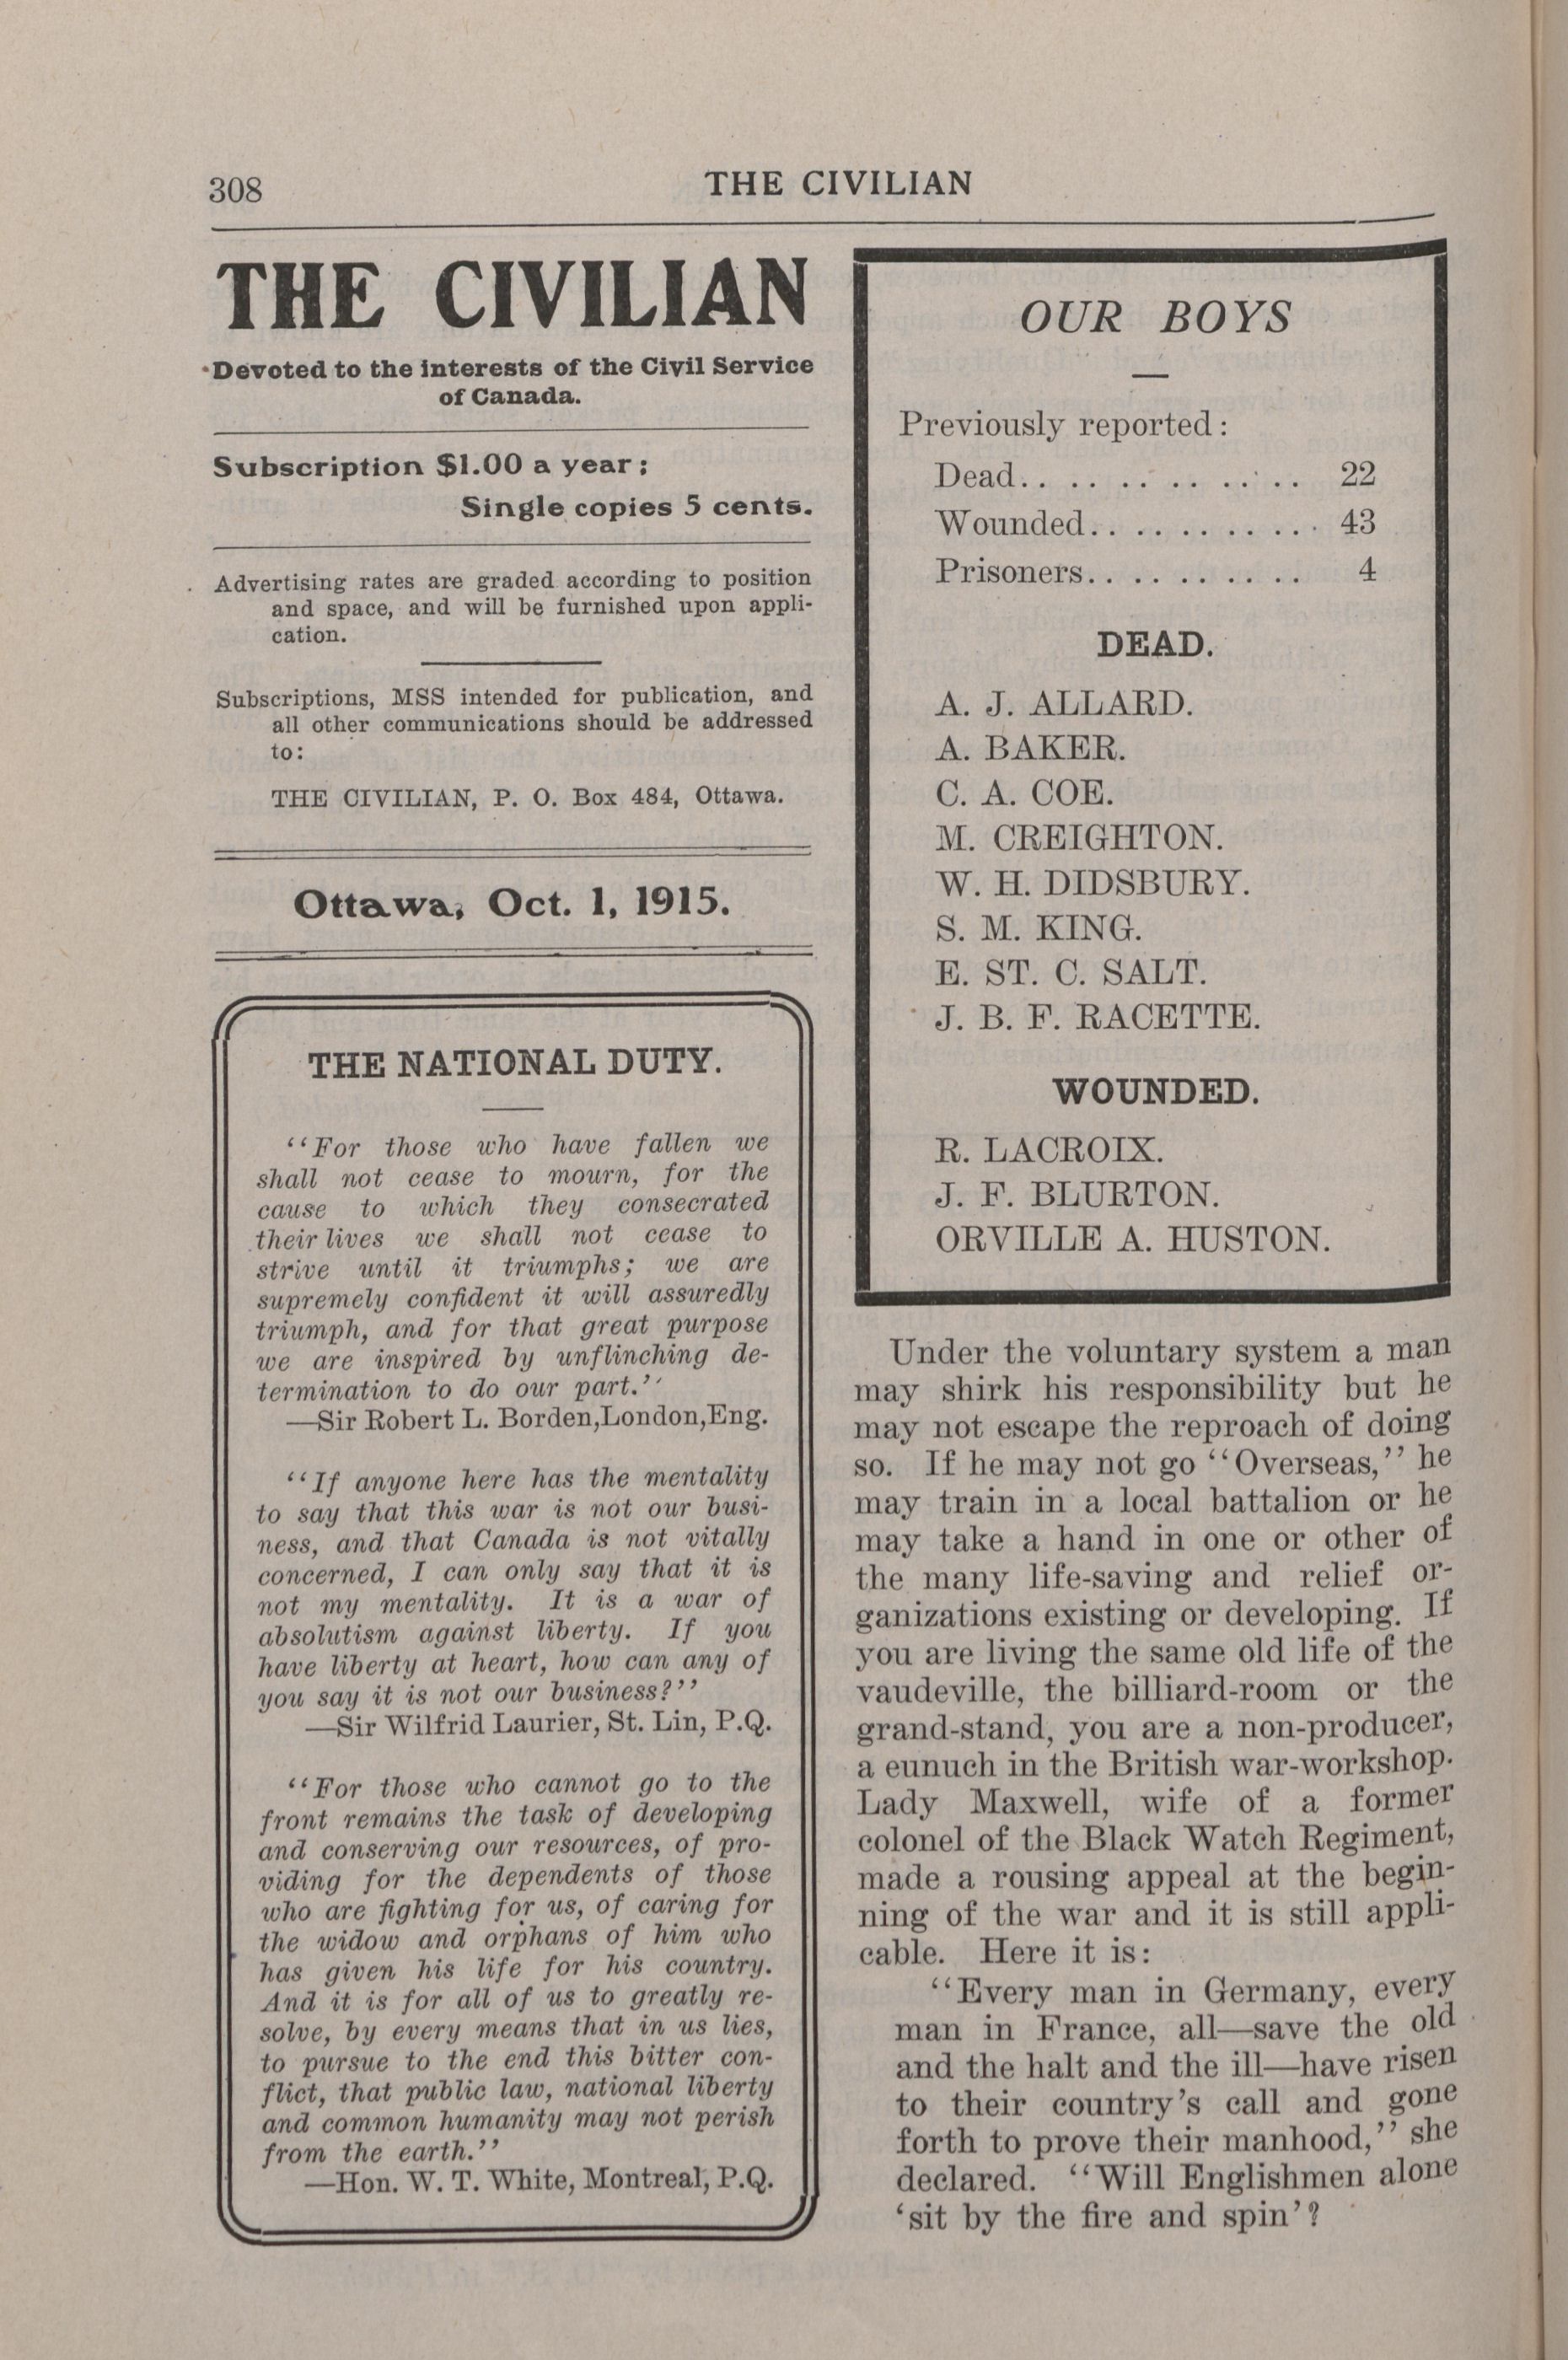 308
THE CIVILIAN
THE CIVILIAN
Devoted to the interests of the Civil Service
of Canada.
Subscription $1.00 a year;
Single copies 5 cents.
Advertising rates are graded according to position
and space, and will be furnished upon appli-
cation.
Subscriptions, MSS intended for publication, and
all other communications should be addressed
to:
THE CIVILIAN, P. O. Box 484, Ottawa.
Ottawa, Oct. 1, 1915.
THE NATIONAL DUTY.
"For those who have fallen we
shall not cease to mourn, for the
cause to which they consecrated
their lives we shall not cease to
strive until it triumphs; we are
supremely confident it will assuredly
triumph, and for that great purpose
we are inspired by unflinching de-
termination to do our part."
—Sir Robert L. Borden,London,Eng.
"If anyone here has the mentality
to say that this war is not our busi-
ness, and that Canada is not vitally
concerned, I can only say that it is
not my mentality. It is a war of
absolutism against liberty. If you
have liberty at heart, how can any of
you say it is not our business?"
—Sir Wilfrid Laurier, St. Lin, P.Q.
"For those who cannot go to the
front remains the task of developing
and conserving our resources, of pro-
viding for the dependents of those
who are fighting for us, of caring for
the widow and orphans of him who
has given his life for his country.
And it is for all of us to greatly re-
solve, by every means that in us lies,
to pursue to the end this bitter con-
flict, that public law, national liberty
and common humanity may not perish
from the earth."
—Hon. W. T. White, Montreal, P.Q.
OUR BOYS
Previously reported:
Dead.. .. .. .. .. .. .. 22
Wounded.. .. .. .. .. .. 43
Prisoners.. .. .. .. .. 4
DEAD.
A. J. ALLARD.
A. BAKER.
C. A. COE.
M. CREIGHTON.
W. H. DIDSBURY.
S. M. KING.
E. ST. C. SALT.
J. B. F. RACETTE.
WOUNDED.
R. LACROIX.
J. F. BLURTON.
ORVILLE A. HUSTON.
Under the voluntary system a man
may shirk his responsibility but he
may not escape the reproach of doing
so. If he may not go "Overseas," he
may train in a local battalion or he
may take a hand in one or other of
the many life-saving and relief or-
ganizations existing or developing. If
you are living the same old life of the
vaudeville, the billiard-room or the
grand-stand, you are a non-producer,
a eunuch in the British war-workshop.
Lady Maxwell, wife of a former
colonel of the Black Watch Regiment,
made a rousing appeal at the begin-
ning of the war and it is still appli-
cable. Here it is:
"Every man in Germany, every
man in France, all—save the old
and the halt and the ill—have risen
to their country's call and gone
forth to prove their manhood," she
declared. "Will Englishmen alone
'sit by the fire and spin'?